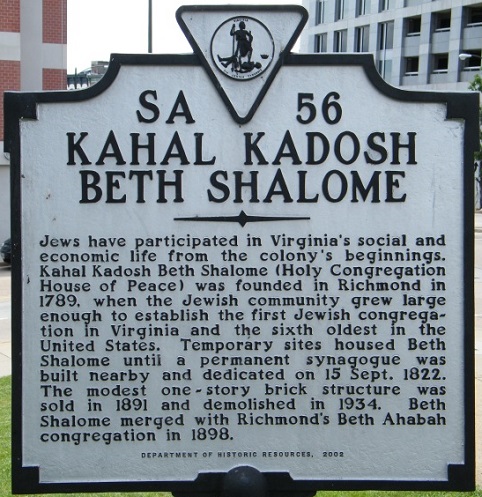 SA 56
KAHAL KADOSH
BETH SHALOME
Jews have participated in Virginia's social and
economic life from the colony's beginnings.
Kahal Kadosh Beth Shalome (Holy Congregation
House of Peace) was founded in Richmond in
1789, when the Jewish community grew large
enough to establish the first Jewish congrega-
tion in Virginia and the sixth oldest in the
United States. Temporary sites housed Beth
Shalome until a permanent synagogue was
built nearby and dedicated on 15 Sept. 1822.
The modest one-story brick structure was
sold in 1891 and demolished in 1934. Beth
Shalome merged with Richmond's Beth Ahabah
congregation in 1898.
DEPARTMENT OF HISTORIC RESOURCES, 2002